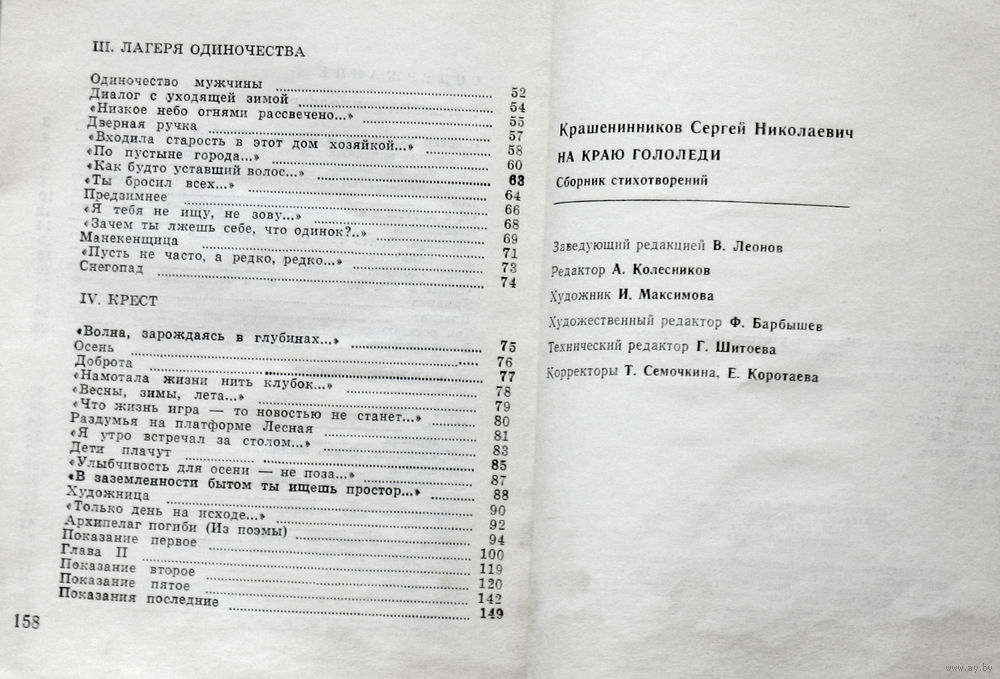 III. ЛАГЕРЯ ОДИНОЧЕСТВА
Одиночество мужчины 52
Диалог с уходящей зимой 54
«Низкое небо огнями рассвечено...» 55
Дверная ручка 57
«Входила старость в этот дом хозяйкой...» 58
«По пустыне города...» 60
«Как будто уставший волос...» 63
«Ты бросил всех...» 64
Предзимнее 66
«Я тебя не ищу, не зову...» 68
«Зачем ты лжешь себе, что одинок?..» 69
Манекенщица 71
«Пусть не часто, а редко, редко...» 73
Снегопад 74
IV. КРЕСТ
«Волна, зарождаясь в глубинах...» 75
Осень 76
Доброта 77
«Намотала жизни нить клубок...» 78
«Весны, зимы, лета...» 79
«Что жизнь игра — то новостью не станет...» 80
Раздумья на платформе Лесная 81
«Я утро встречал за столом...» 83
Дети плачут 85
«Улыбчивость для осени — не поза...» 87
«В заземленности бытом ты ищешь простор...» 88
Художница 90
«Только день на исходе...» 92
Архипелаг погиби (Из поэмы) 94
Показание первое 100
Глава II 119
Показание второе 120
Показание пятое 142
Показания последние 149
158
Крашенинников Сергей Николаевич
НА КРАЮ ГОЛОЛЕДИ
Сборник стихотворений
Заведующий редакцией В. Леонов
Редактор А. Колесников
Художник И. Максимова
Художественный редактор Ф. Барбышев
Технический редактор Г. Шитоева
Корректоры Т. Семочкина, Е. Коротаева
www.ay.by